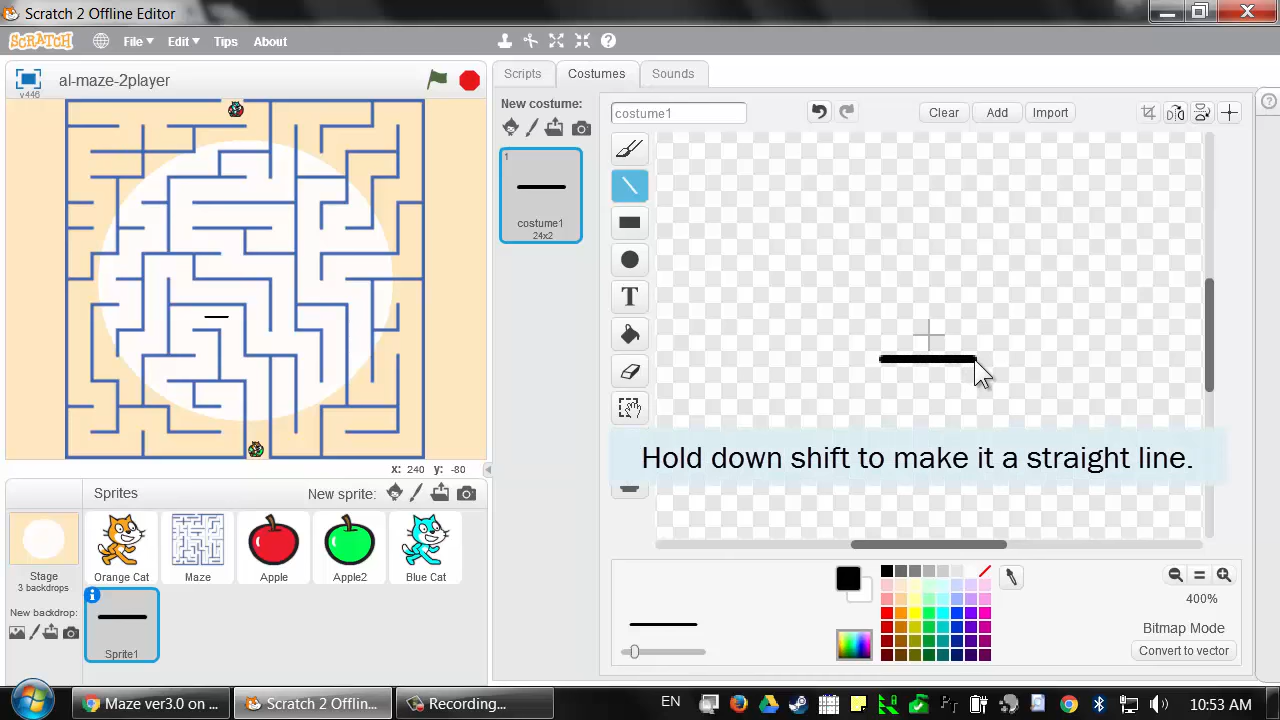 Scratch 2 Offline Editor
SCRATCH File Edit Tips About
v446 al-maze-2player
Scripts Costumes Sounds
New costume:
costume1 Clear Add Import
1
costume1
24x2
T
Hold down shift to make it a straight line.
x: 240 y: -80
Sprites New sprite:
Stage
3 backdrops
New backdrop:
Orange Cat Maze Apple Apple2 Blue Cat
Sprite1
400%
Bitmap Mode
Convert to vector
Maze ver3.0 on ... Scratch 2 Offlin... Recording... EN 10:53 AM